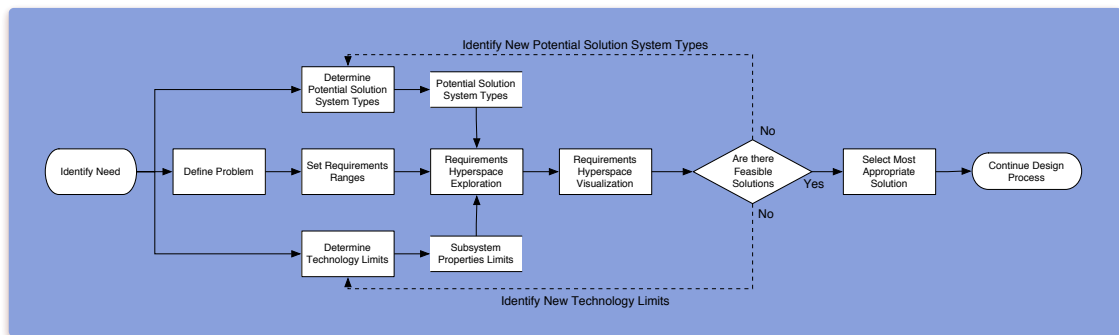 Identify New Potential Solution System Types
Determine
Potential Solution
System Types
Potential Solution
System Types
No
Identify Need
Define Problem
Set Requirements
Ranges
Requirements
Hyperspace
Exploration
Requirements
Hyperspace
Visualization
Are there
Feasible
Solutions
Yes
Select Most
Appropriate
Solution
Continue Design
Process
No
Determine
Technology Limits
Subsystem
Properties Limits
Identify New Technology Limits